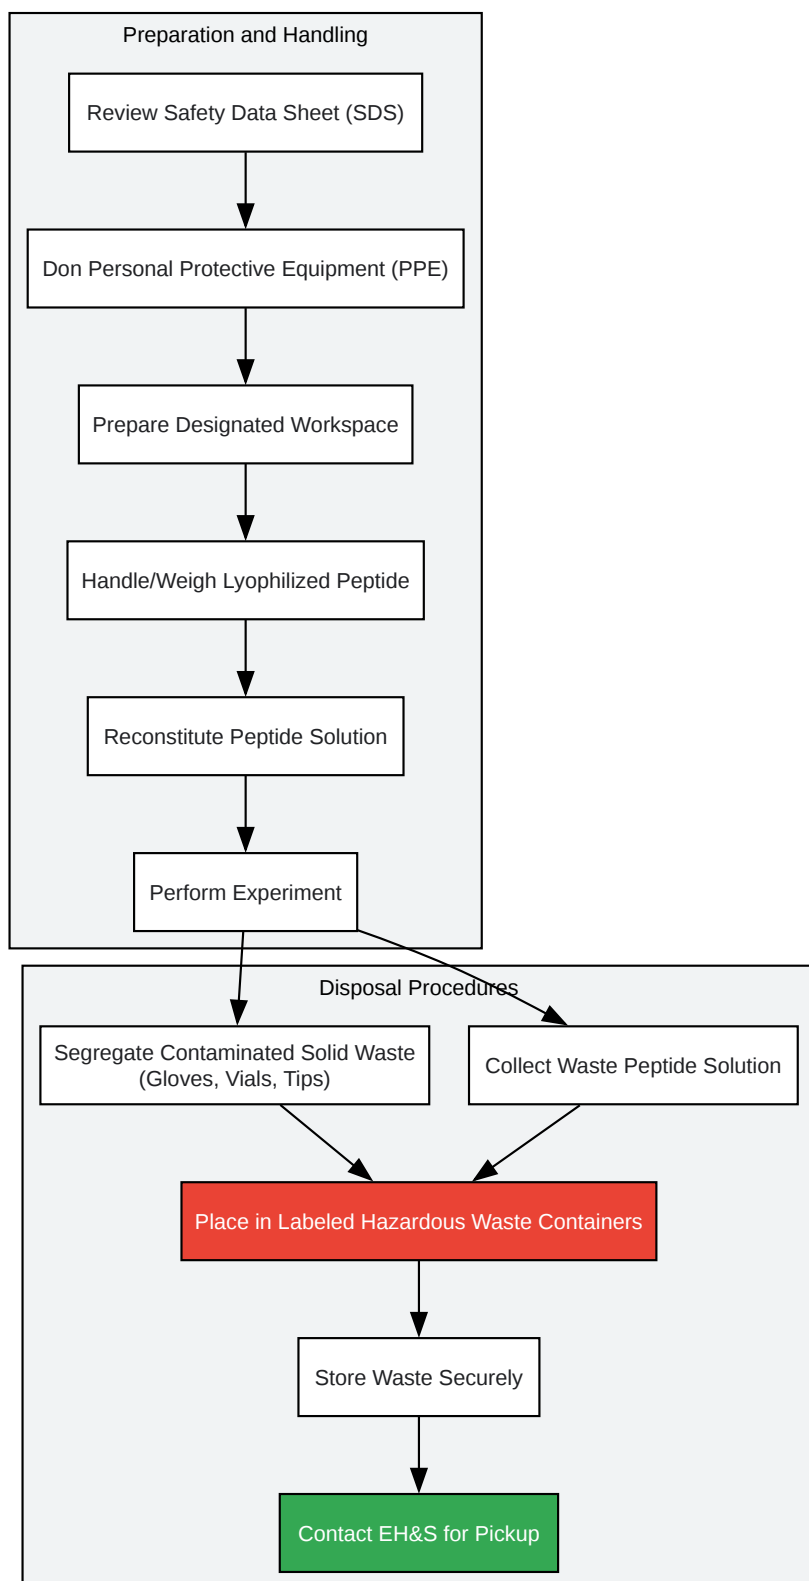 Preparation and Handling
Review Safety Data Sheet (SDS)
Don Personal Protective Equipment (PPE)
Prepare Designated Workspace
Handle/Weigh Lyophilized Peptide
Reconstitute Peptide Solution
Perform Experiment
Disposal Procedures
Segregate Contaminated Solid Waste
(Gloves, Vials, Tips)
Collect Waste Peptide Solution
Place in Labeled Hazardous Waste Containers
Store Waste Securely
Contact EH&S for Pickup